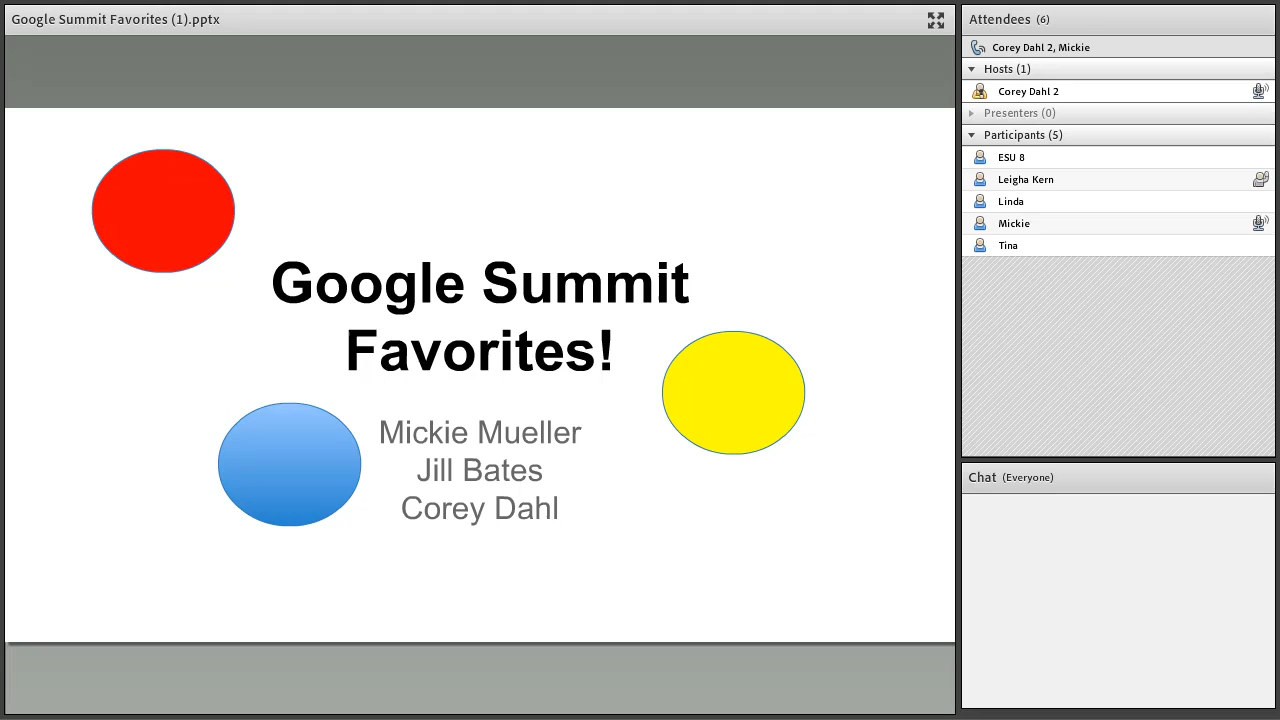 Google Summit Favorites (1).pptx
Google Summit
Favorites!
Mickie Mueller
Jill Bates
Corey Dahl
Attendees (6)
Corey Dahl 2, Mickie
Hosts (1)
Corey Dahl 2
Presenters (0)
Participants (5)
ESU 8
Leigha Kern
Linda
Mickie
Tina
Chat (Everyone)